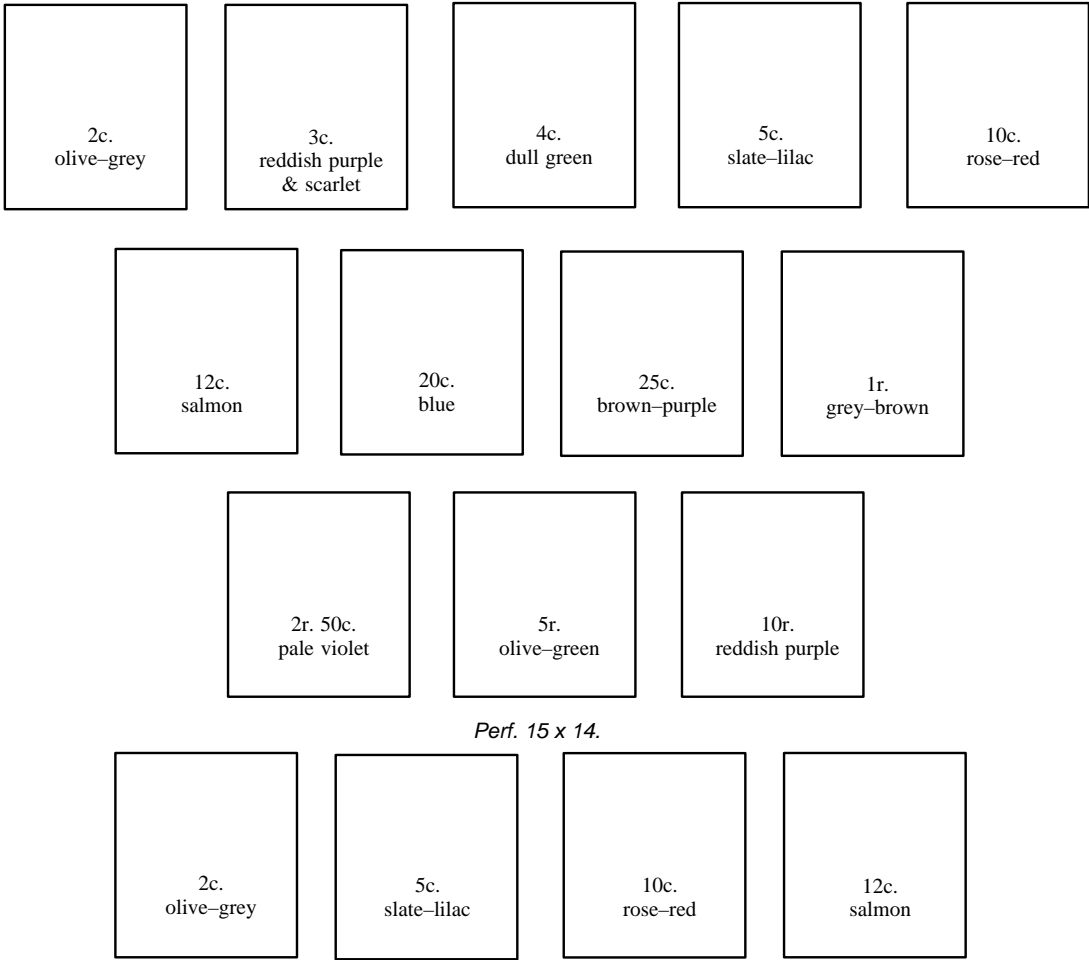 2c.
olive–grey
3c.
reddish purple
& scarlet
4c.
dull green
5c.
slate–lilac
10c.
rose–red
12c.
salmon
20c.
blue
25c.
brown–purple
1r.
grey–brown
2r. 50c.
pale violet
5r.
olive–green
10r.
reddish purple
Perf. 15 x 14.
2c.
olive–grey
5c.
slate–lilac
10c.
rose–red
12c.
salmon